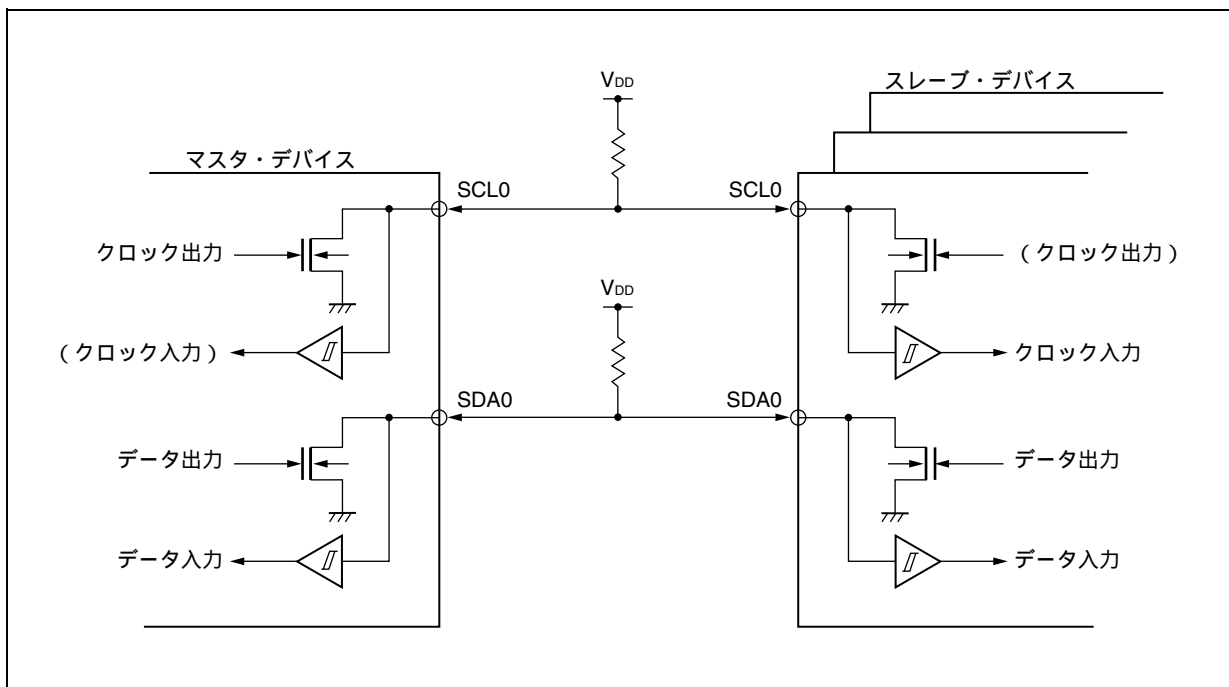 VDD
スレーブ・デバイス
マスタ・デバイス
SCL0
SCL0
クロック出力
(クロック出力)
VDD
(クロック入力)
クロック入力
SDA0
SDA0
データ出力
データ出力
データ入力
データ入力